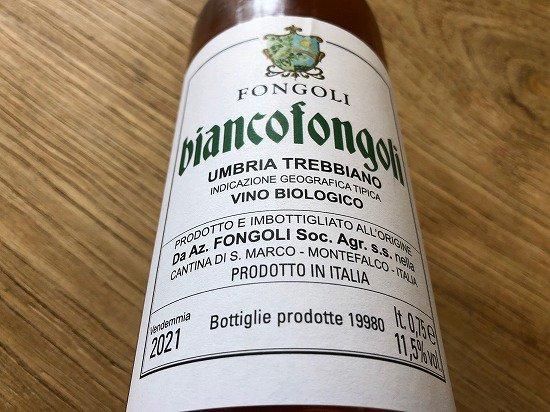 FONGOLI
biancofongoli
UMBRIA TREBBIANO
INDICAZIONE GEOGRAFICA TIPICA
VINO BIOLOGICO
PRODOTTO E IMBOTTIGLIATO ALL'ORIGINE
Da Az. FONGOLI Soc. Agr. s.s. nella
CANTINA DI S. MARCO - MONTEFALCO - ITALIA
PRODOTTO IN ITALIA
Vendemmia
2021
Bottiglie prodotte 19980
lt. 0,75 e
11,5% vol